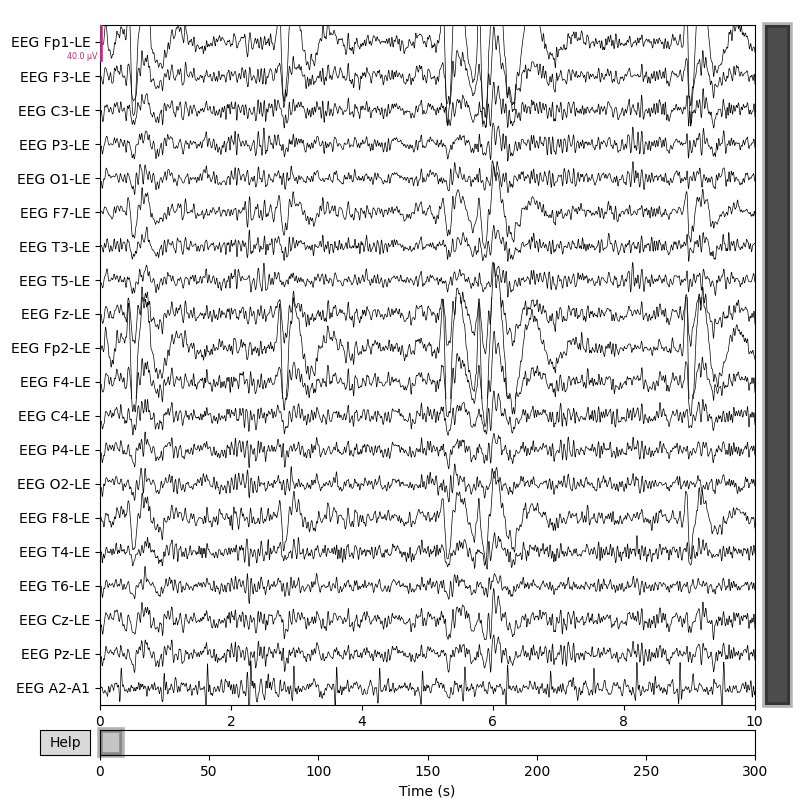 EEG Fp1-LE
40.0 µV
EEG F3-LE
EEG C3-LE
EEG P3-LE
EEG O1-LE
EEG F7-LE
EEG T3-LE
EEG T5-LE
EEG Fz-LE
EEG Fp2-LE
EEG F4-LE
EEG C4-LE
EEG P4-LE
EEG O2-LE
EEG F8-LE
EEG T4-LE
EEG T6-LE
EEG Cz-LE
EEG Pz-LE
EEG A2-A1
0 2 4 6 8 10
Help
0 50 100 150 200 250 300
Time (s)